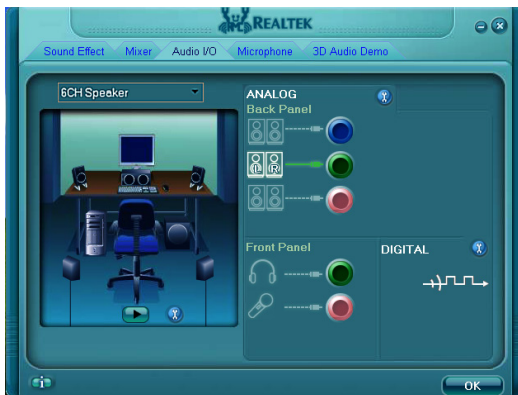 REALTEK
Sound Effect Mixer Audio I/O Microphone 3D Audio Demo
6CH Speaker
ANALOG
Back Panel
L R
Front Panel
DIGITAL
i
OK